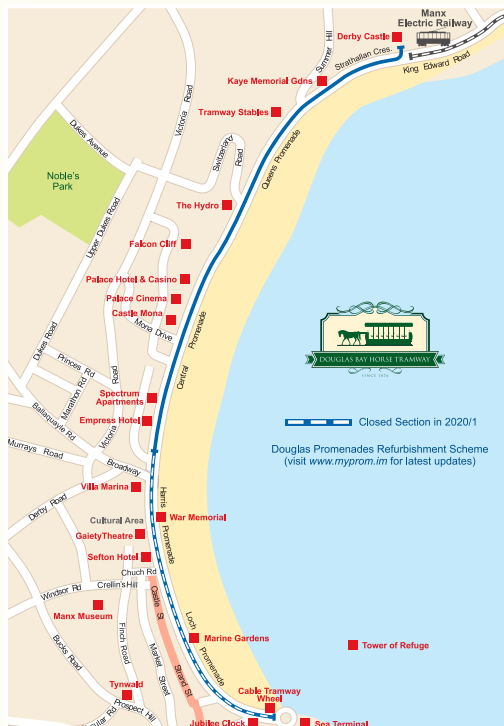 Manx
Electric Railway
Derby Castle
Summer Hill
Strathallan Cres.
King Edward Road
Kaye Memorial Gdns
Tramway Stables
Victoria Road
Dukes Avenue
Switzerland
Road
Queens Promenade
Noble's
Park
Upper Dukes Road
The Hydro
Falcon Cliff
Palace Hotel & Casino
Palace Cinema
Castle Mona
Mona Drive
Central
Promenade
Dukes Road
Princes Rd
Marathon Rd
Road
Victoria
Ballaquayle Rd
Spectrum
Apartments
Empress Hotel
Murrays Road
Broadway
DOUGLAS BAY HORSE TRAMWAY
SINCE 1876
Closed Section in 2020/1
Douglas Promenades Refurbishment Scheme
(visit www.myprom.im for latest updates)
Villa Marina
Derby Road
Harris
Promenade
Cultural Area
War Memorial
GaietyTheatre
Sefton Hotel
Chuch Rd
Crellin's Hill
Windsor Rd
Castle St
Manx Museum
Bucks Road
Finch Road
Market
Street
Strand St
Loch
Promenade
Marine Gardens
Tower of Refuge
Tynwald
Prospect Hill
Cable Tramway
Wheel
Jubilee Clock
Sea Terminal